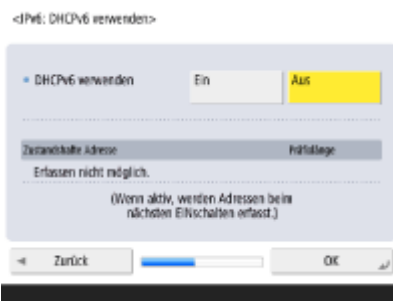 <IPv6: DHCPv6 verwenden>
DHCPv6 verwenden
Ein
Aus
Zustandshafte Adresse
Präfixlänge
Erfassen nicht möglich.
(Wenn aktiv, werden Adressen beim
nächsten EINschalten erfasst.)
Zurück
OK